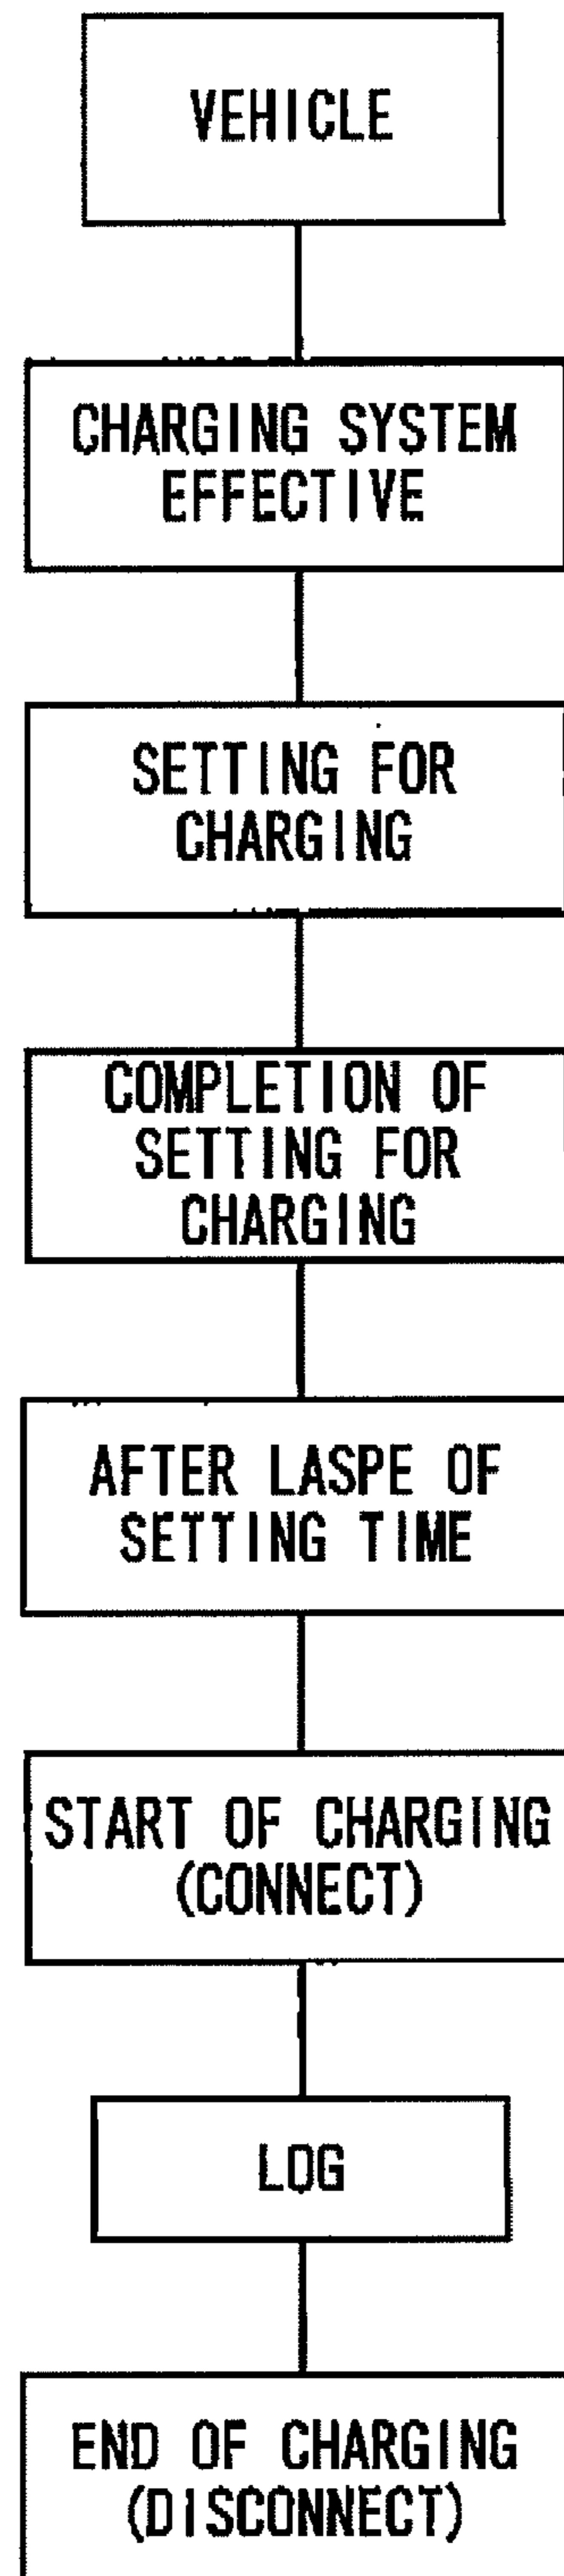 VEHICLE
CHARGING SYSTEM
EFFECTIVE
SETTING FOR
CHARGING
COMPLETION OF
SETTING FOR
CHARGING
AFTER LASPE OF
SETTING TIME
START OF CHARGING
(CONNECT)
LOG
END OF CHARGING
(DISCONNECT)